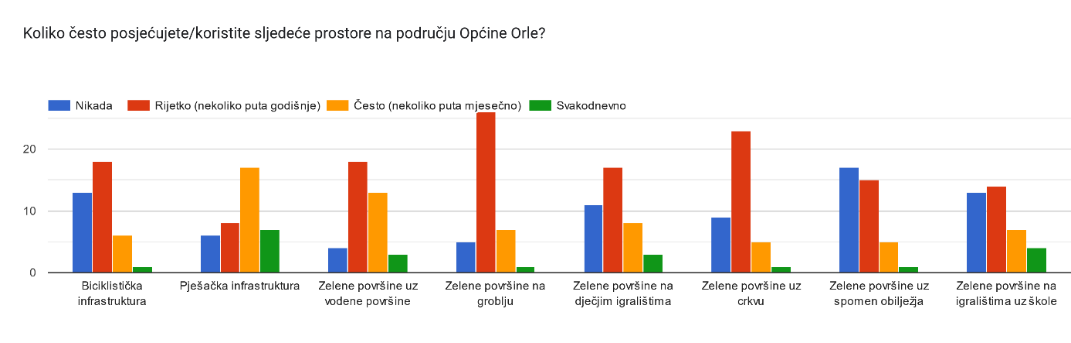 Koliko često posjećujete/koristite sljedeće prostore na području Općine Orle?
Nikada Rijetko (nekoliko puta godišnje) Često (nekoliko puta mjesečno) Svakodnevno
20
10
0
Biciklistička
infrastruktura
Pješačka infrastruktura
Zelene površine uz
vodene površine
Zelene površine na
groblju
Zelene površine na
dječjim igralištima
Zelene površine uz
crkvu
Zelene površine uz
spomen obilježja
Zelene površine na
igralištima uz škole